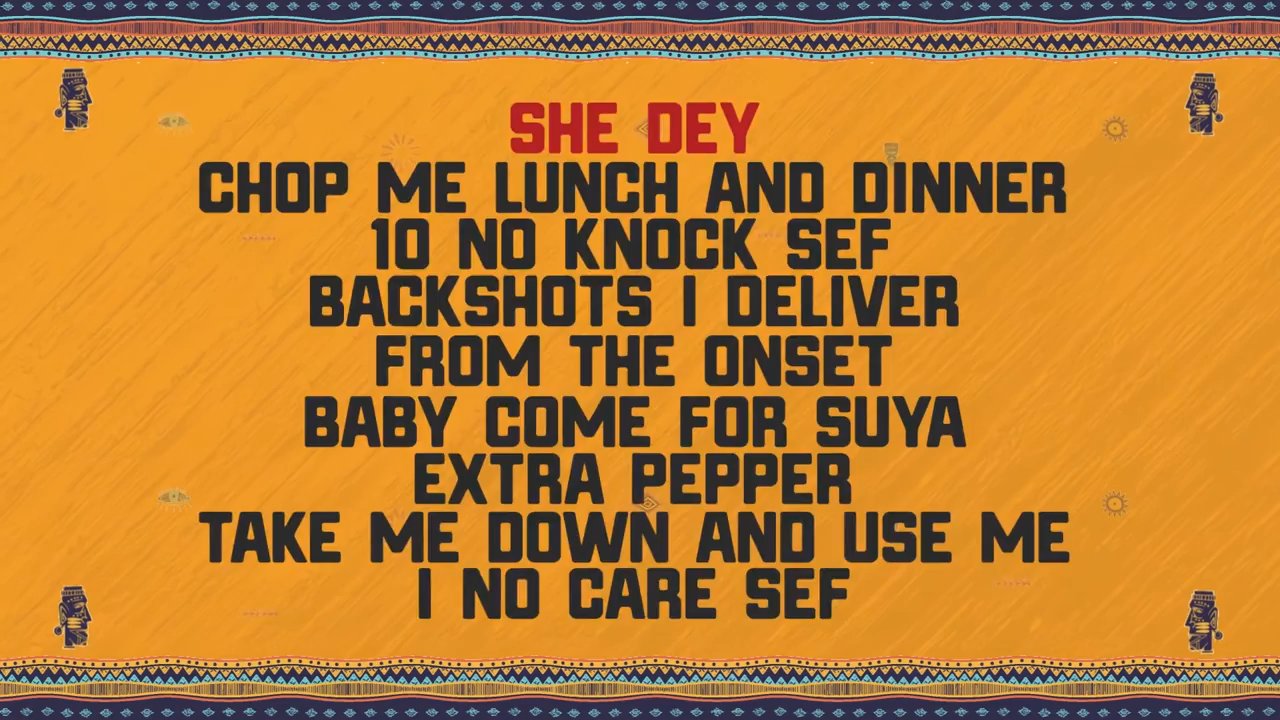 SHE DEY
CHOP ME LUNCH AND DINNER
10 NO KNOCK SEF
BACKSHOTS I DELIVER
FROM THE ONSET
BABY COME FOR SUYA
EXTRA PEPPER
TAKE ME DOWN AND USE ME
I NO CARE SEF